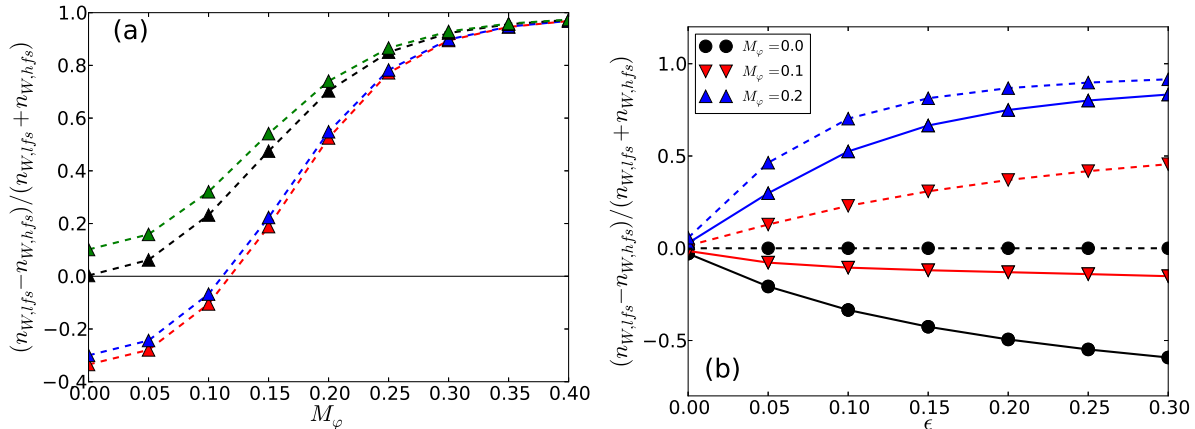 (a)
1.0
0.8
0.6
0.4
0.2
0.0
−0.2
−0.4
(n_{W,lfs}−n_{W,hfs})/(n_{W,lfs}+n_{W,hfs})
0.00 0.05 0.10 0.15 0.20 0.25 0.30 0.35 0.40
M_φ
M_φ=0.0
M_φ=0.1
M_φ=0.2
1.0
0.5
0.0
−0.5
(n_{W,lfs}−n_{W,hfs})/(n_{W,lfs}+n_{W,hfs})
(b)
0.00 0.05 0.10 0.15 0.20 0.25 0.30
ϵ